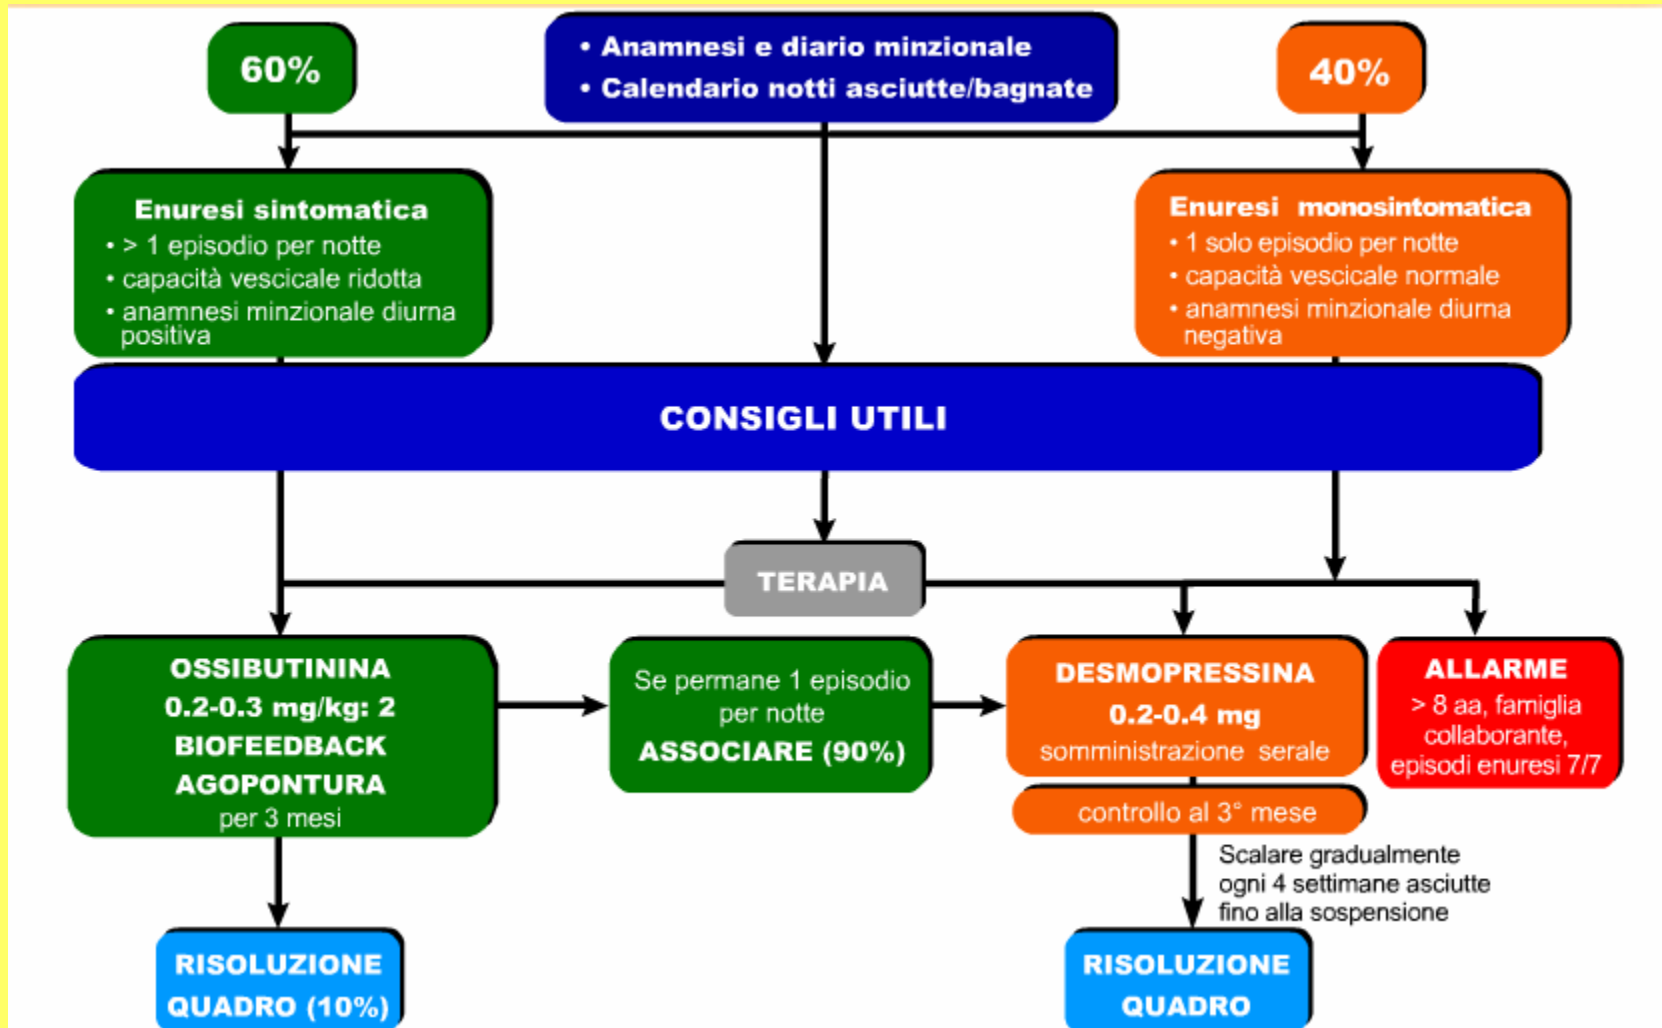 60%
• Anamnesi e diario minzionale
• Calendario notti asciutte/bagnate
40%
Enuresi sintomatica
• > 1 episodio per notte
• capacità vescicale ridotta
• anamnesi minzionale diurna
positiva
Enuresi monosintomatica
• 1 solo episodio per notte
• capacità vescicale normale
• anamnesi minzionale diurna
negativa
CONSIGLI UTILI
TERAPIA
OSSIBUTININA
0.2-0.3 mg/kg: 2
BIOFEEDBACK
AGOPONTURA
per 3 mesi
Se permane 1 episodio
per notte
ASSOCIARE (90%)
DESMOPRESSINA
0.2-0.4 mg
somministrazione serale
controllo al 3° mese
ALLARME
> 8 aa, famiglia
collaborante,
episodi enuresi 7/7
Scalare gradualmente
ogni 4 settimane asciutte
fino alla sospensione
RISOLUZIONE
QUADRO (10%)
RISOLUZIONE
QUADRO